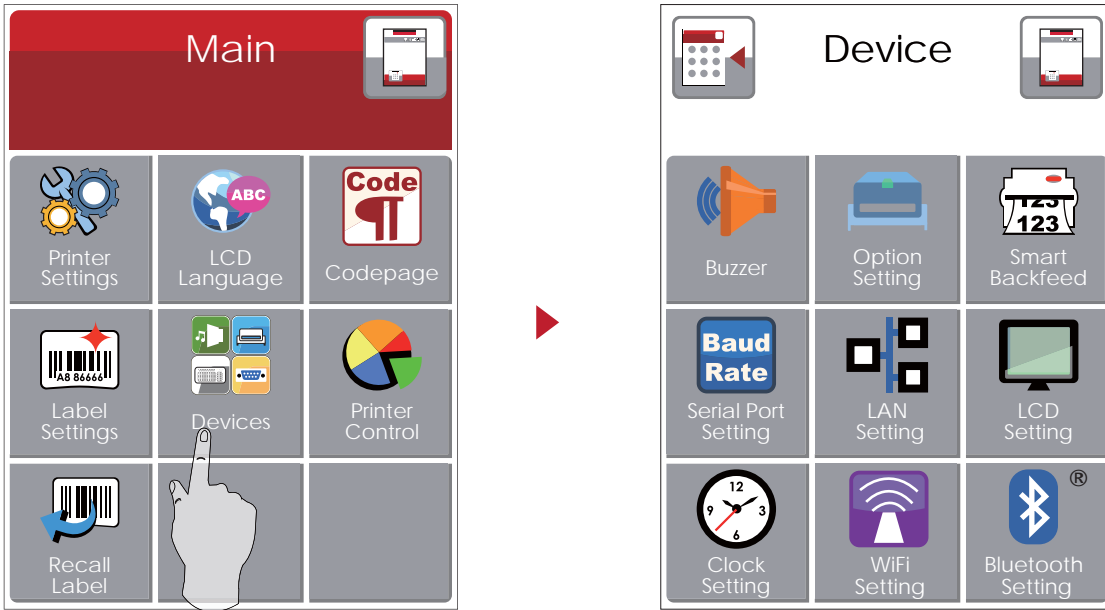 Main
Printer
Settings
ABC
LCD
Language
Code
¶
Codepage
A8 86666
Label
Settings
Devices
Printer
Control
Recall
Label
Device
Buzzer
Option
Setting
123
123
Smart
Backfeed
Baud
Rate
Serial Port
Setting
LAN
Setting
LCD
Setting
12
9
3
6
Clock
Setting
WiFi
Setting
®
Bluetooth
Setting